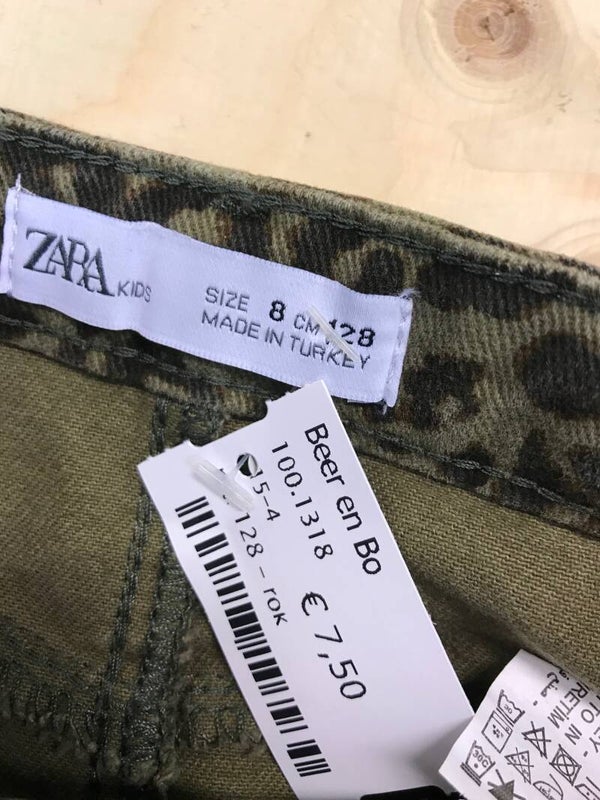 ZARA KIDS
SIZE 8 CM 128
MADE IN TURKEY
Beer en Bo
100.1318
15-4
128 - rok
€ 7,50
RETIM